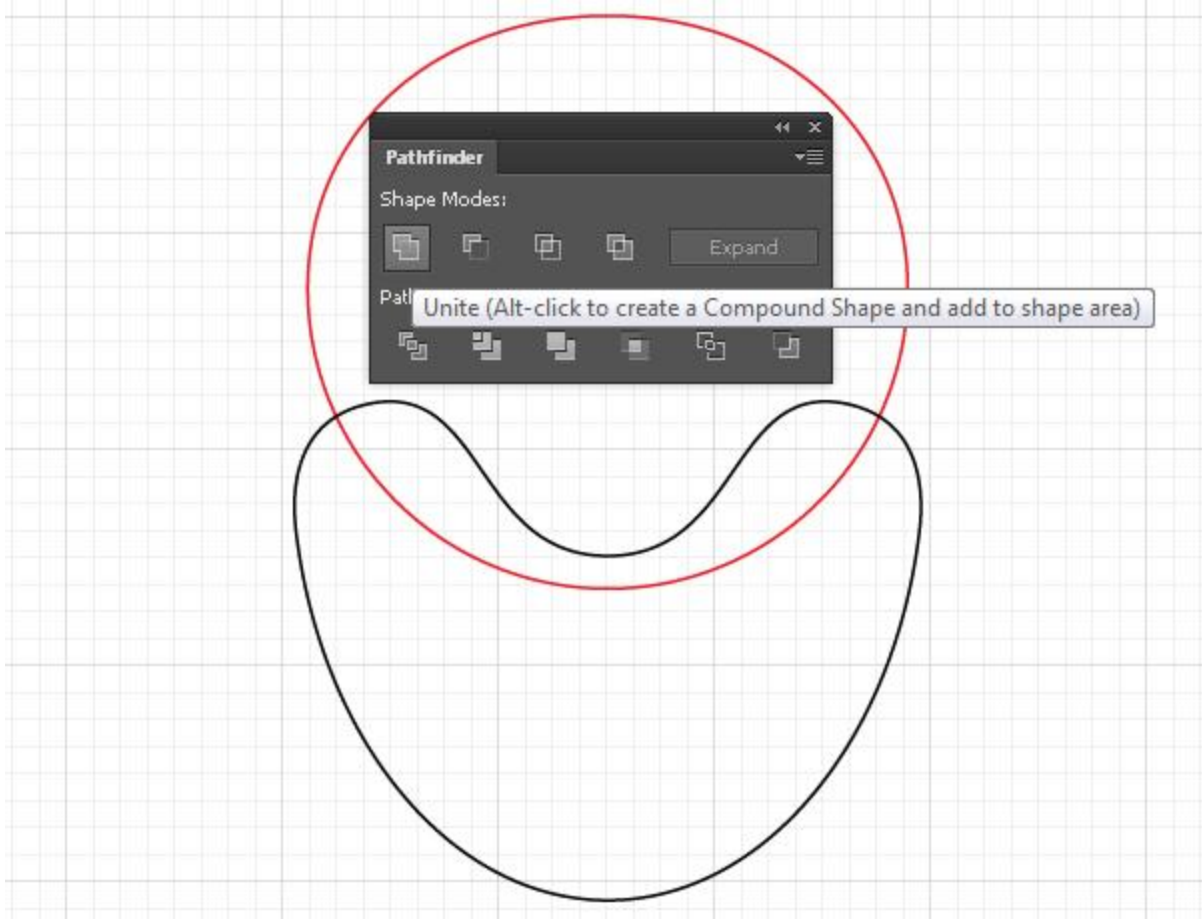 Pathfinder
Shape Modes:
Expand
Path
Unite (Alt-click to create a Compound Shape and add to shape area)